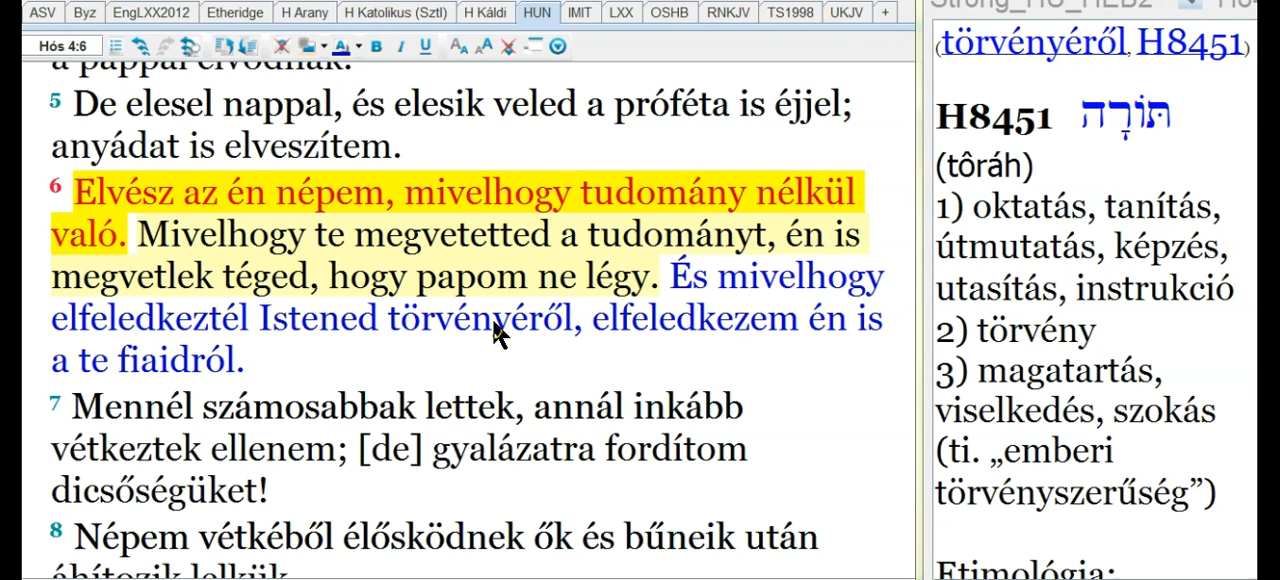 ASV Byz EngLXX2012 Etheridge H Arany H Katolikus (Sztl) H Káldi HUN IMIT LXX OSHB RNKJV TS1998 UKJV +
Hós 4:6
a pappal
5 De elesel nappal, és elesik veled a próféta is éjjel;
anyádat is elveszítem.
6 Elvész az én népem, mivelhogy tudomány nélkül
való. Mivelhogy te megvetetted a tudományt, én is
megvetlek téged, hogy papom ne légy. És mivelhogy
elfeledkeztél Istened törvényéről, elfeledkezem én is
a te fiaidról.
7 Mennél számosabbak lettek, annál inkább
vétkeztek ellenem; [de] gyalázatra fordítom
dicsőségüket!
8 Népem vétkéből élősködnek ők és bűneik után
áhítozik lelkük
Strong_HU_HEB2
(törvényéről, H8451)
H8451 תּוֹרָה
(tôráh)
1) oktatás, tanítás,
útmutatás, képzés,
utasítás, instrukció
2) törvény
3) magatartás,
viselkedés, szokás
(ti. „emberi
törvényszerűség”)
Etimológia: